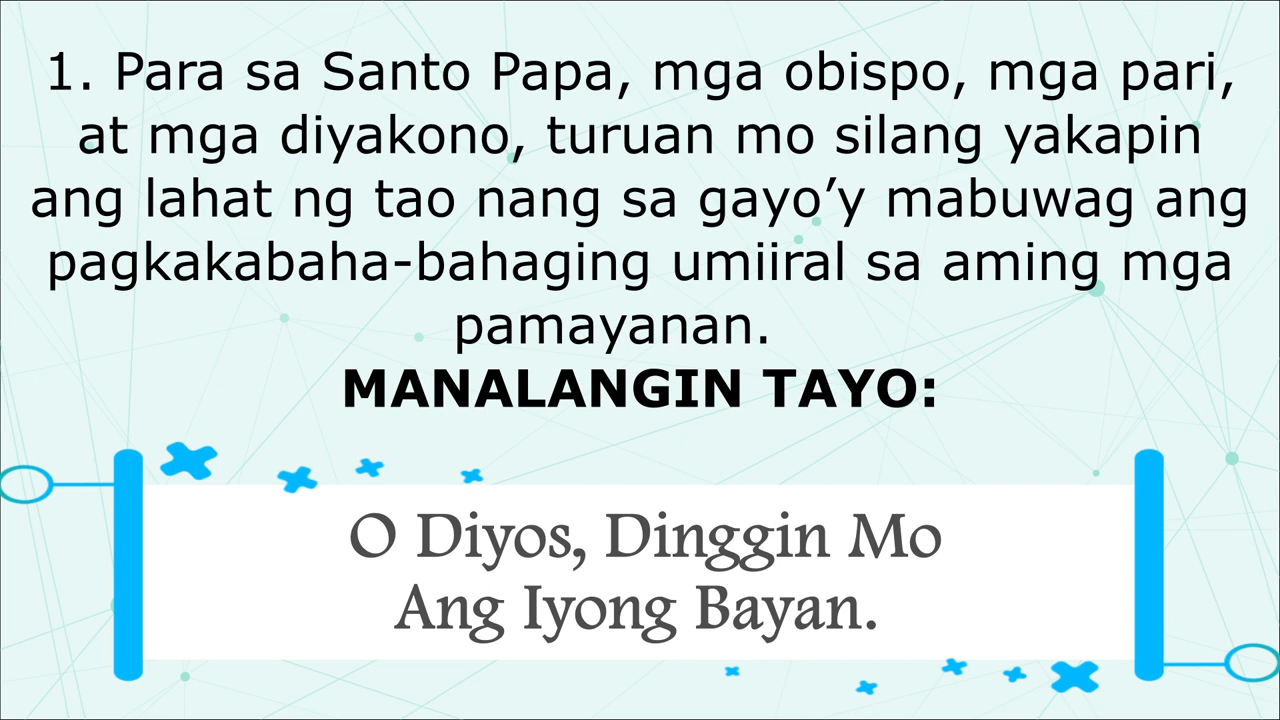 1. Para sa Santo Papa, mga obispo, mga pari,
at mga diyakono, turuan mo silang yakapin
ang lahat ng tao nang sa gayo’y mabuwag ang
pagkakabaha-bahaging umiiral sa aming mga
pamayanan.
MANALANGIN TAYO:
O Diyos, Dinggin Mo
Ang Iyong Bayan.